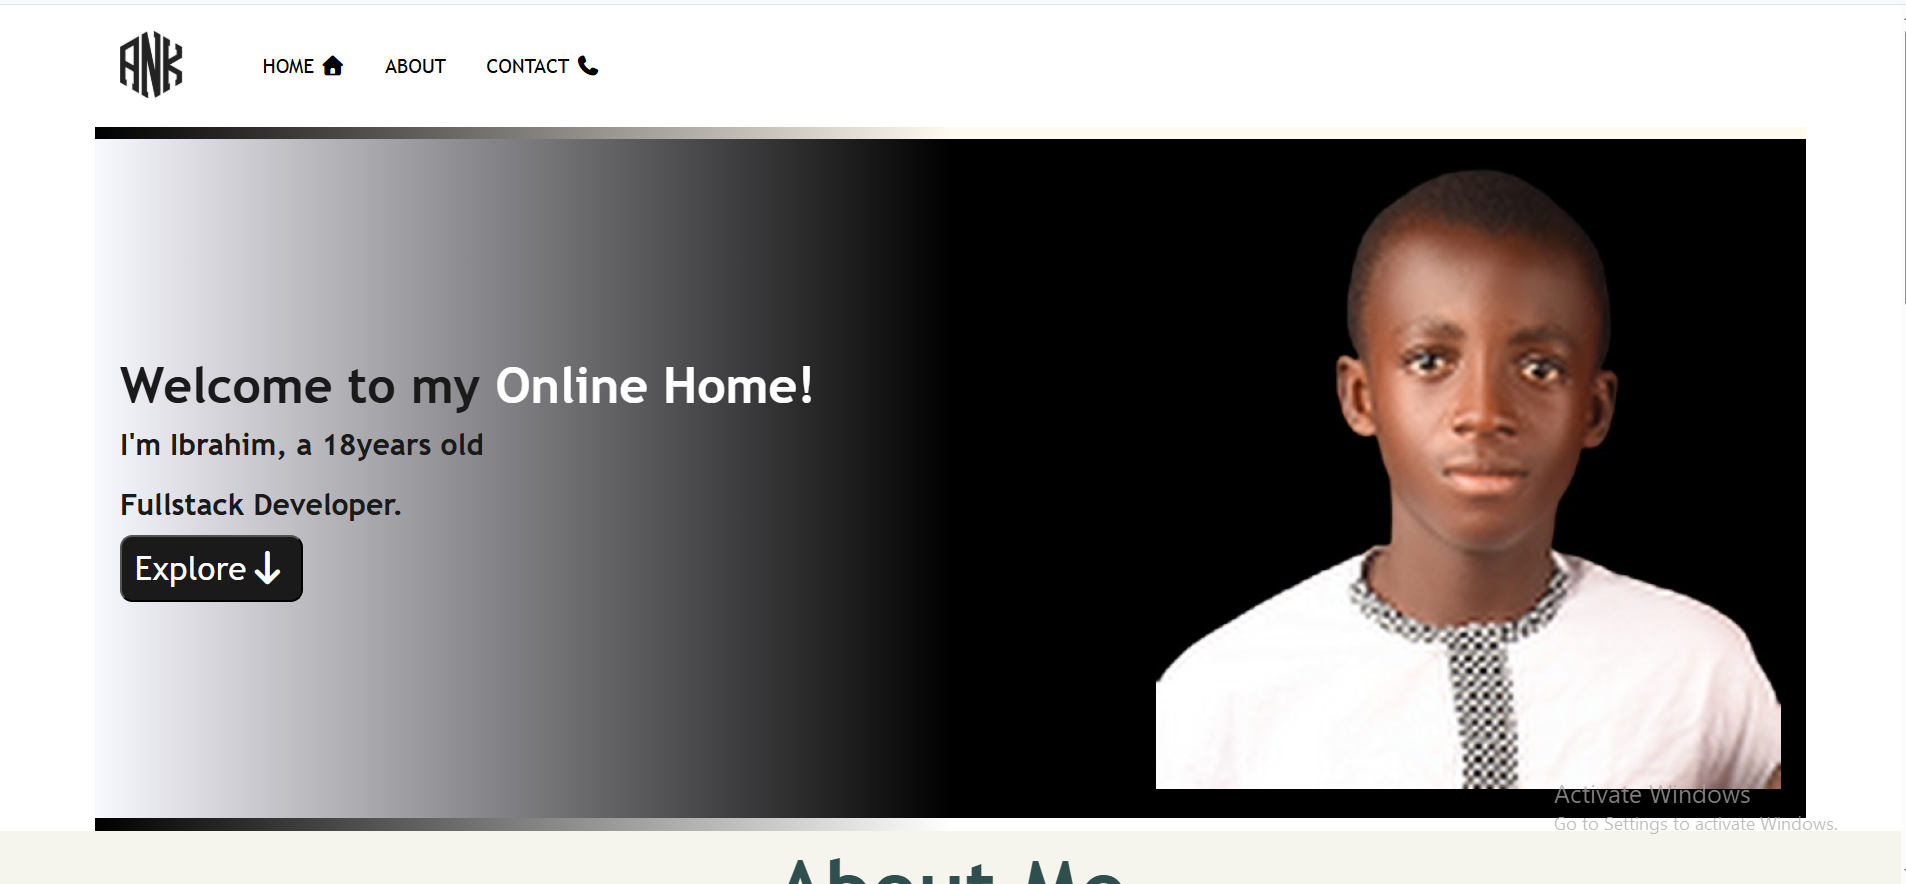 ANK
HOME
ABOUT
CONTACT
Welcome to my Online Home!
I'm Ibrahim, a 18years old
Fullstack Developer.
Explore
Activate Windows
Go to Settings to activate Windows.
About Me